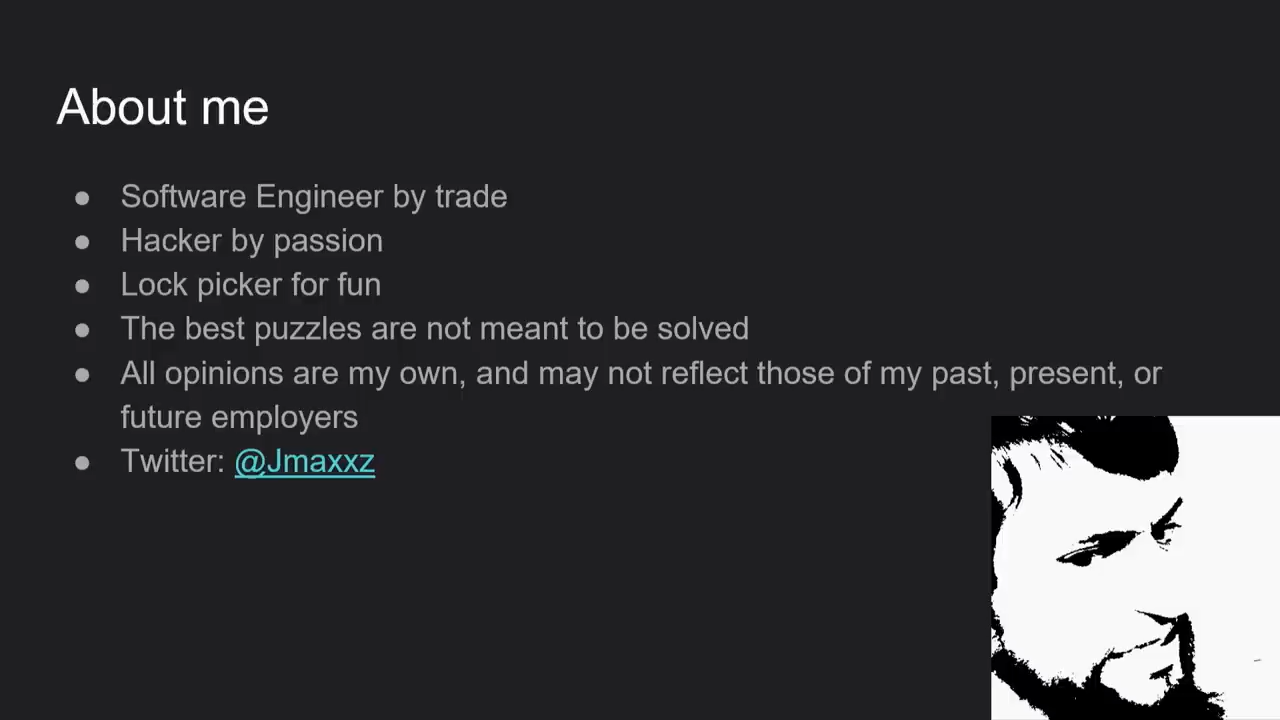 About me
● Software Engineer by trade
● Hacker by passion
● Lock picker for fun
● The best puzzles are not meant to be solved
● All opinions are my own, and may not reflect those of my past, present, or
future employers
● Twitter: @Jmaxxz